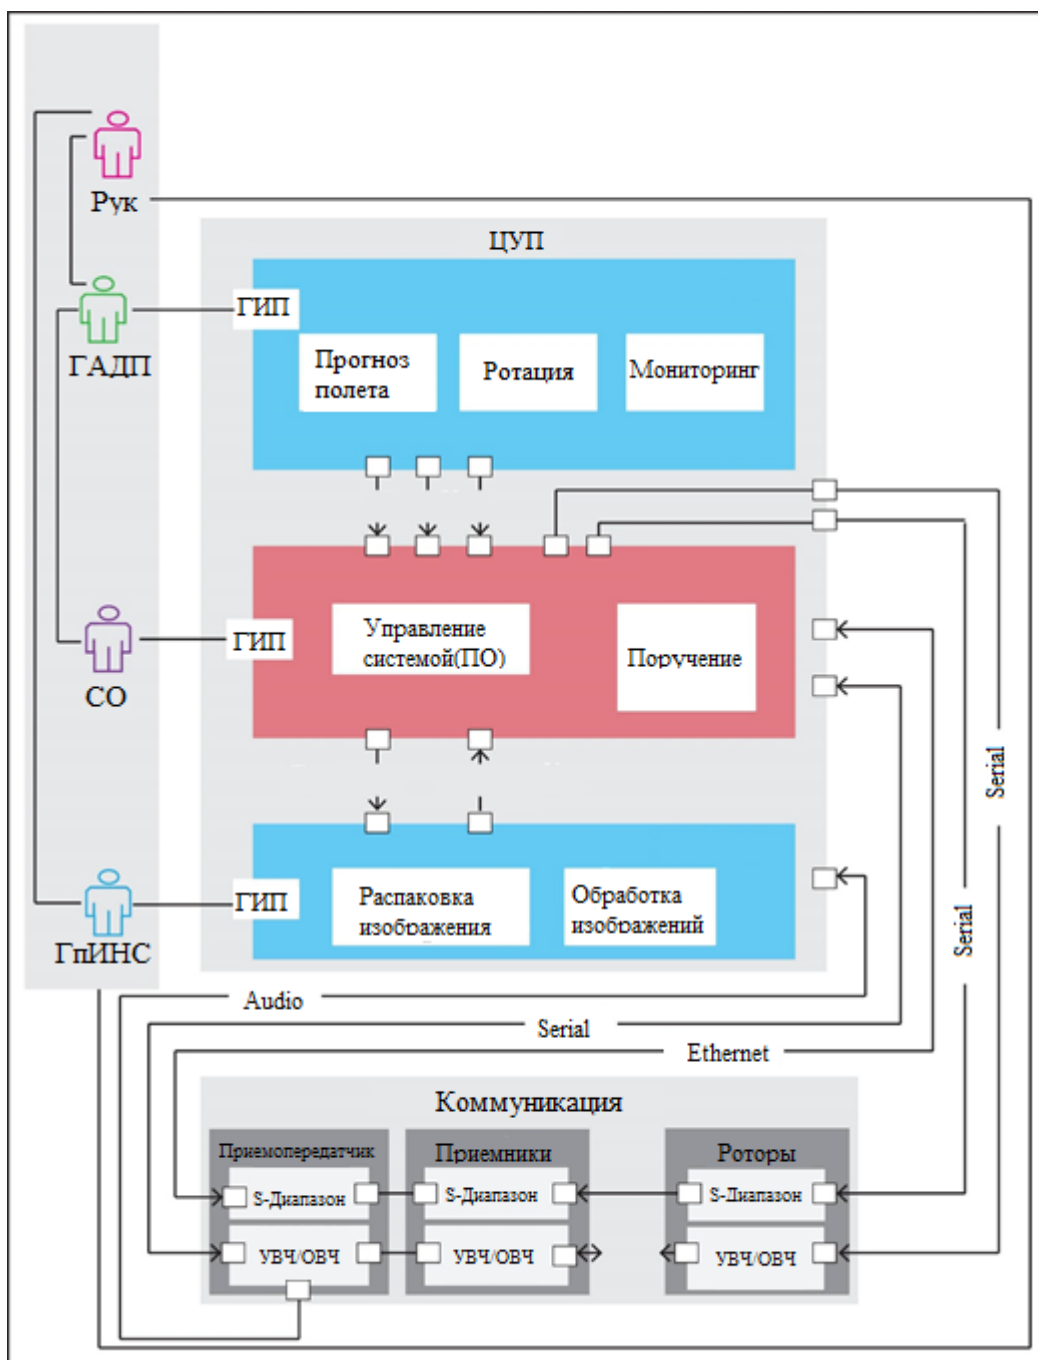 Рук
ЦУП
ГИП
ГАДП
Прогноз
полета
Ротация
Мониторинг
ГИП
СО
Управление
системой(ПО)
Поручение
Serial
Serial
ГИП
ГпИНС
Распаковка
изображения
Обработка
изображений
Audio
Serial
Ethernet
Коммуникация
Приемопередатчик
S-Диапазон
УВЧ/ОВЧ
Приемники
S-Диапазон
УВЧ/ОВЧ
Роторы
S-Диапазон
УВЧ/ОВЧ